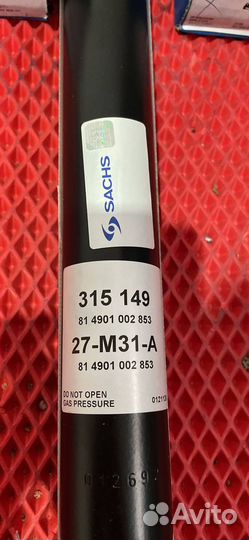 SACHS
315 149
81 4901 002 853
27-M31-A
81 4901 002 853
DO NOT OPEN
GAS PRESSURE
Avito